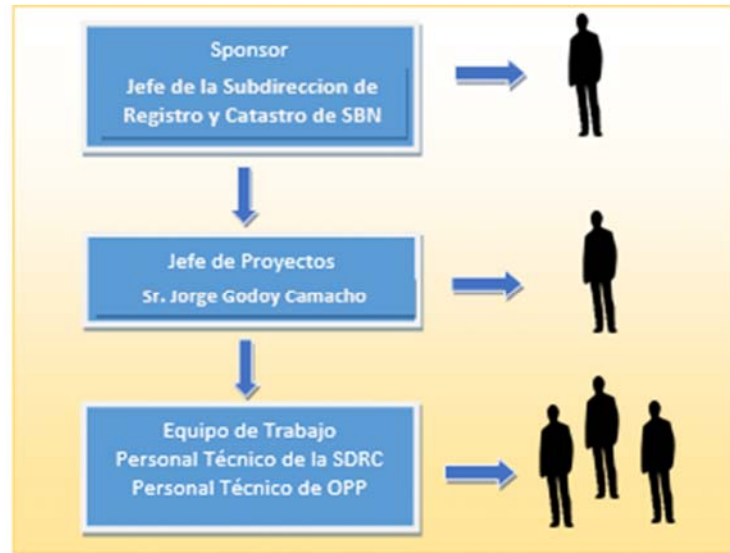 Sponsor
Jefe de la Subdireccion de
Registro y Catastro de SBN
Jefe de Proyectos
Sr. Jorge Godoy Camacho
Equipo de Trabajo
Personal Técnico de la SDRC
Personal Técnico de OPP